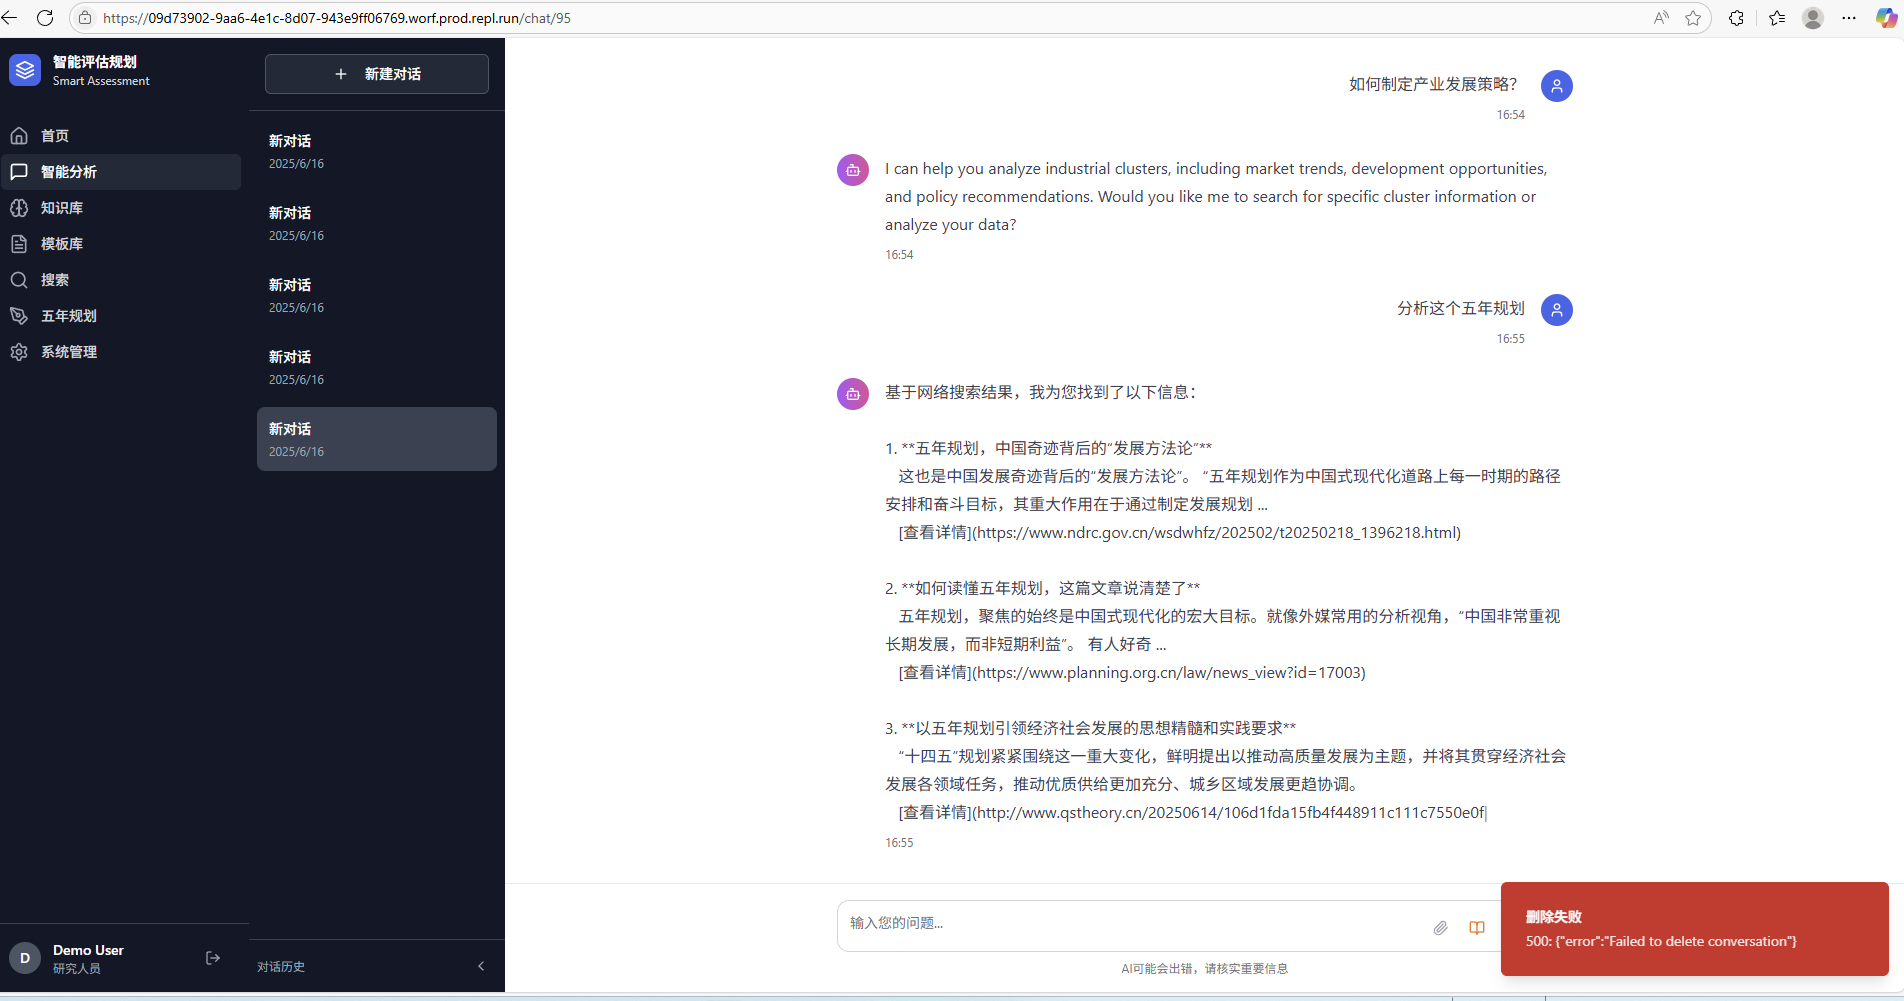 https://09d73902-9aa6-4e1c-8d07-943e9ff06769.worf.prod.repl.run/chat/95
智能评估规划
Smart Assessment
首页
智能分析
知识库
模板库
搜索
五年规划
系统管理
D
Demo User
研究人员
+ 新建对话
新对话
2025/6/16
新对话
2025/6/16
新对话
2025/6/16
新对话
2025/6/16
新对话
2025/6/16
对话历史
如何制定产业发展策略？
16:54
I can help you analyze industrial clusters, including market trends, development opportunities,
and policy recommendations. Would you like me to search for specific cluster information or
analyze your data?
16:54
分析这个五年规划
16:55
基于网络搜索结果，我为您找到了以下信息：
1. **五年规划，中国奇迹背后的“发展方法论”**
这也是中国发展奇迹背后的“发展方法论”。 “五年规划作为中国式现代化道路上每一时期的路径
安排和奋斗目标，其重大作用在于通过制定发展规划 ...
[查看详情](https://www.ndrc.gov.cn/wsdwhfz/202502/t20250218_1396218.html)
2. **如何读懂五年规划，这篇文章说清楚了**
五年规划，聚焦的始终是中国式现代化的宏大目标。就像外媒常用的分析视角，“中国非常重视
长期发展，而非短期利益”。 有人好奇 ...
[查看详情](https://www.planning.org.cn/law/news_view?id=17003)
3. **以五年规划引领经济社会发展的思想精髓和实践要求**
“十四五”规划紧紧围绕这一重大变化，鲜明提出以推动高质量发展为主题，并将其贯穿经济社会
发展各领域任务，推动优质供给更加充分、城乡区域发展更趋协调。
[查看详情](http://www.qstheory.cn/20250614/106d1fda15fb4f448911c111c7550e0f
16:55
输入您的问题...
AI可能会出错，请核实重要信息
删除失败
500: {"error":"Failed to delete conversation"}